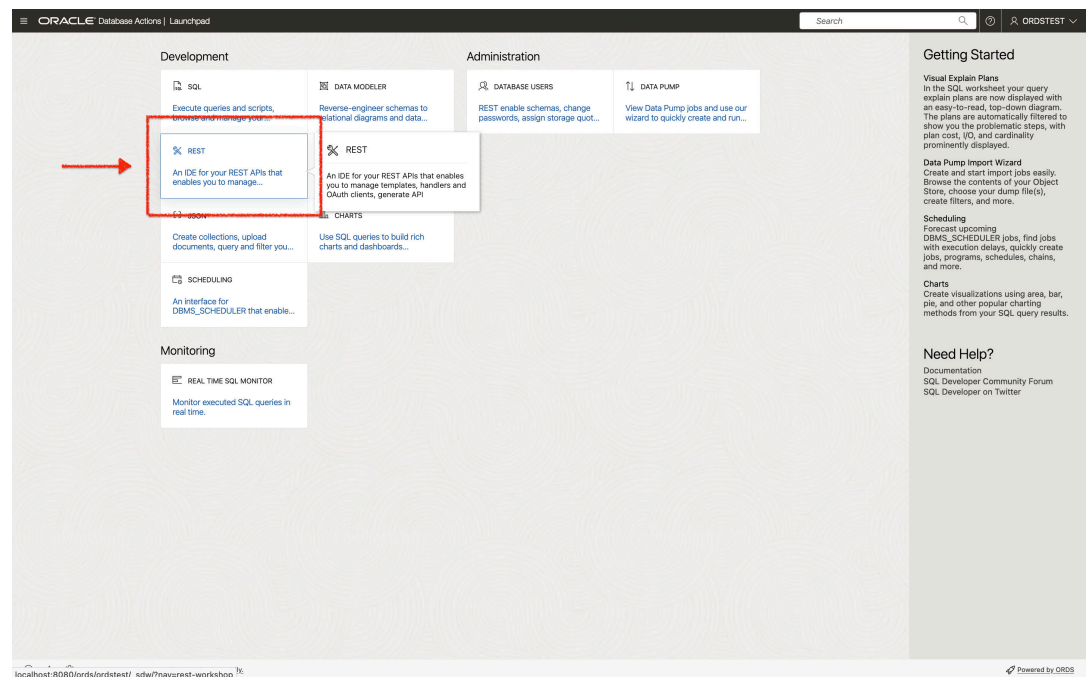 ORACLE Database Actions | Launchpad
Search
ORDSTEST
Development
SQL
Execute queries and scripts,
browse and manage your...
DATA MODELER
Reverse-engineer schemas to
relational diagrams and data...
REST
An IDE for your REST APIs that
enables you to manage...
REST
An IDE for your REST APIs that enables
you to manage templates, handlers and
OAuth clients, generate API
JSON
Create collections, upload
documents, query and filter you...
CHARTS
Use SQL queries to build rich
charts and dashboards...
SCHEDULING
An interface for
DBMS_SCHEDULER that enable...
Monitoring
REAL TIME SQL MONITOR
Monitor executed SQL queries in
real time.
Administration
DATABASE USERS
REST enable schemas, change
passwords, assign storage quot...
DATA PUMP
View Data Pump jobs and use our
wizard to quickly create and run...
Getting Started
Visual Explain Plans
In the SQL worksheet your query
explain plans are now displayed with
an easy-to-read, top-down diagram.
The plans are automatically filtered to
show you the problematic steps, with
plan cost, I/O, and cardinality
prominently displayed.
Data Pump Import Wizard
Create and start import jobs easily.
Browse the contents of your Object
Store, choose your dump file(s),
create filters, and more.
Scheduling
Forecast upcoming
DBMS_SCHEDULER jobs, find jobs
with execution delays, quickly create
jobs, programs, schedules, chains,
and more.
Charts
Create visualizations using area, bar,
pie, and other popular charting
methods from your SQL query results.
Need Help?
Documentation
SQL Developer Community Forum
SQL Developer on Twitter
localhost:8080/ords/ordstest/_sdw/?nav=rest-workshop
Powered by ORDS